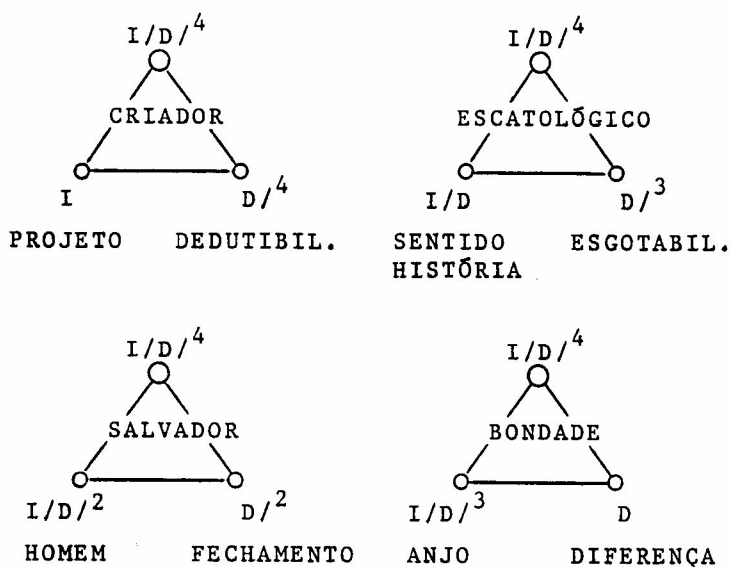 I/D/⁴ I/D/⁴
CRIADOR ESCATOLÓGICO
I D/⁴ I/D D/³
PROJETO DEDUTIBIL. SENTIDO ESGOTABIL.
HISTÓRIA
I/D/⁴ I/D/⁴
SALVADOR BONDADE
I/D/² D/² I/D/³ D
HOMEM FECHAMENTO ANJO DIFERENÇA